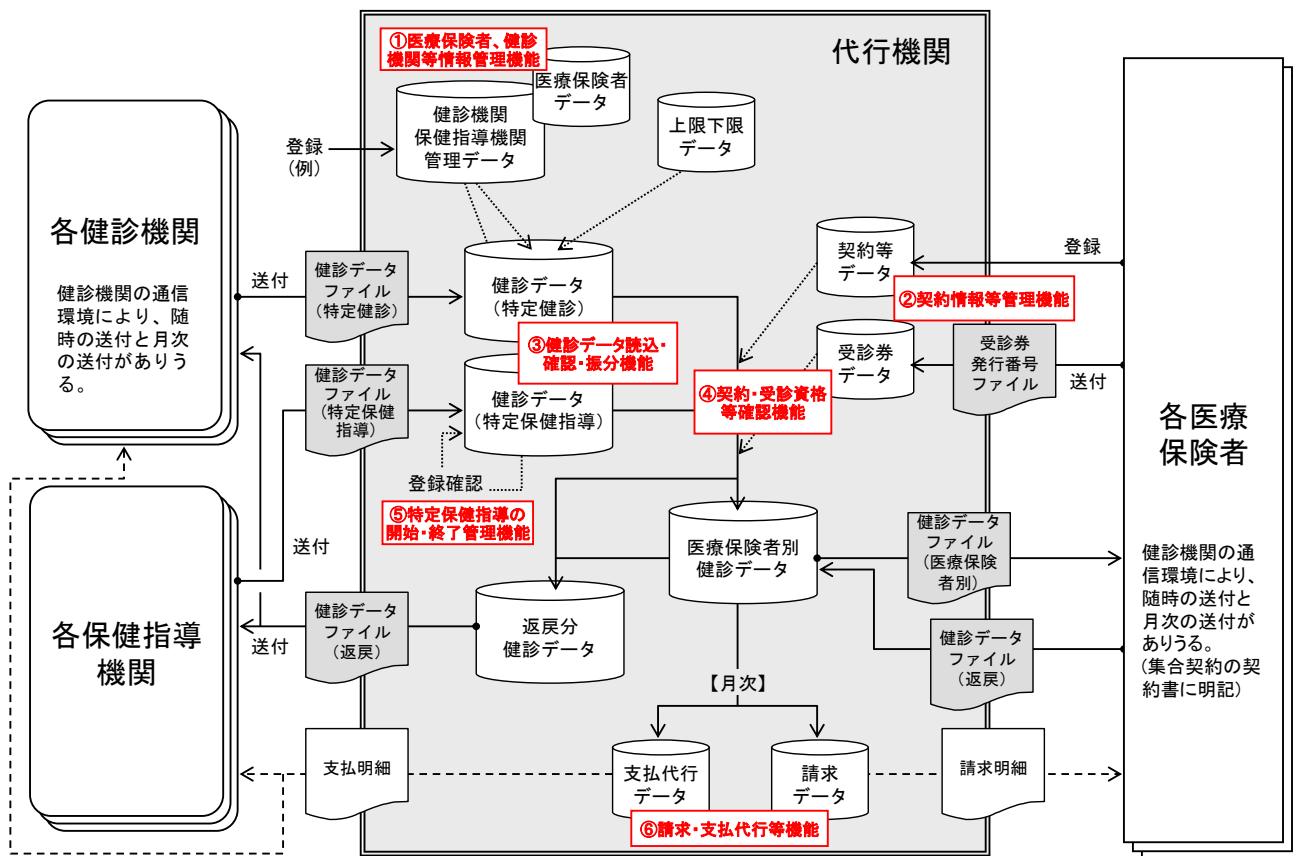 代行機関
①医療保険者、健診
機関等情報管理機能
医療保険者
データ
健診機関
保健指導機関
管理データ
上限下限
データ
登録
(例)
各健診機関
健診機関の通信
環境により、随
時の送付と月次
の送付がありう
る。
送付
健診データ
ファイル
(特定健診)
健診データ
(特定健診)
契約等
データ
登録
②契約情報等管理機能
③健診データ読込・
確認・振分機能
受診券
データ
受診券
発行番号
ファイル
送付
健診データ
ファイル
(特定保健
指導)
健診データ
(特定保健指導)
④契約・受診資格
等確認機能
各医療
保険者
登録確認
⑤特定保健指導の
開始・終了管理機能
送付
医療保険者別
健診データ
健診データ
ファイル
(医療保険
者別)
健診機関の通
信環境により、
随時の送付と
月次の送付が
ありうる。
(集合契約の契
約書に明記)
各保健指導
機関
送付
健診データ
ファイル
(返戻)
返戻分
健診データ
健診データ
ファイル
(返戻)
【月次】
支払明細
支払代行
データ
請求
データ
請求明細
⑥請求・支払代行等機能